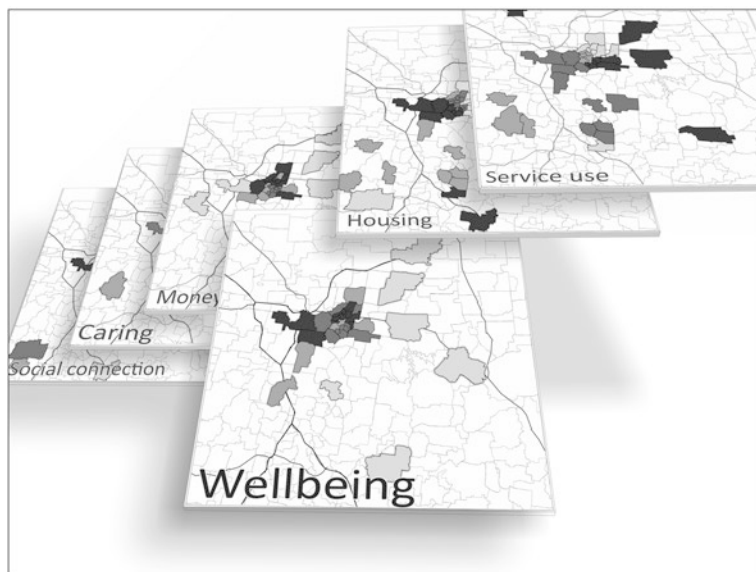 Service use
Housing
Money
Caring
Social connection
Wellbeing